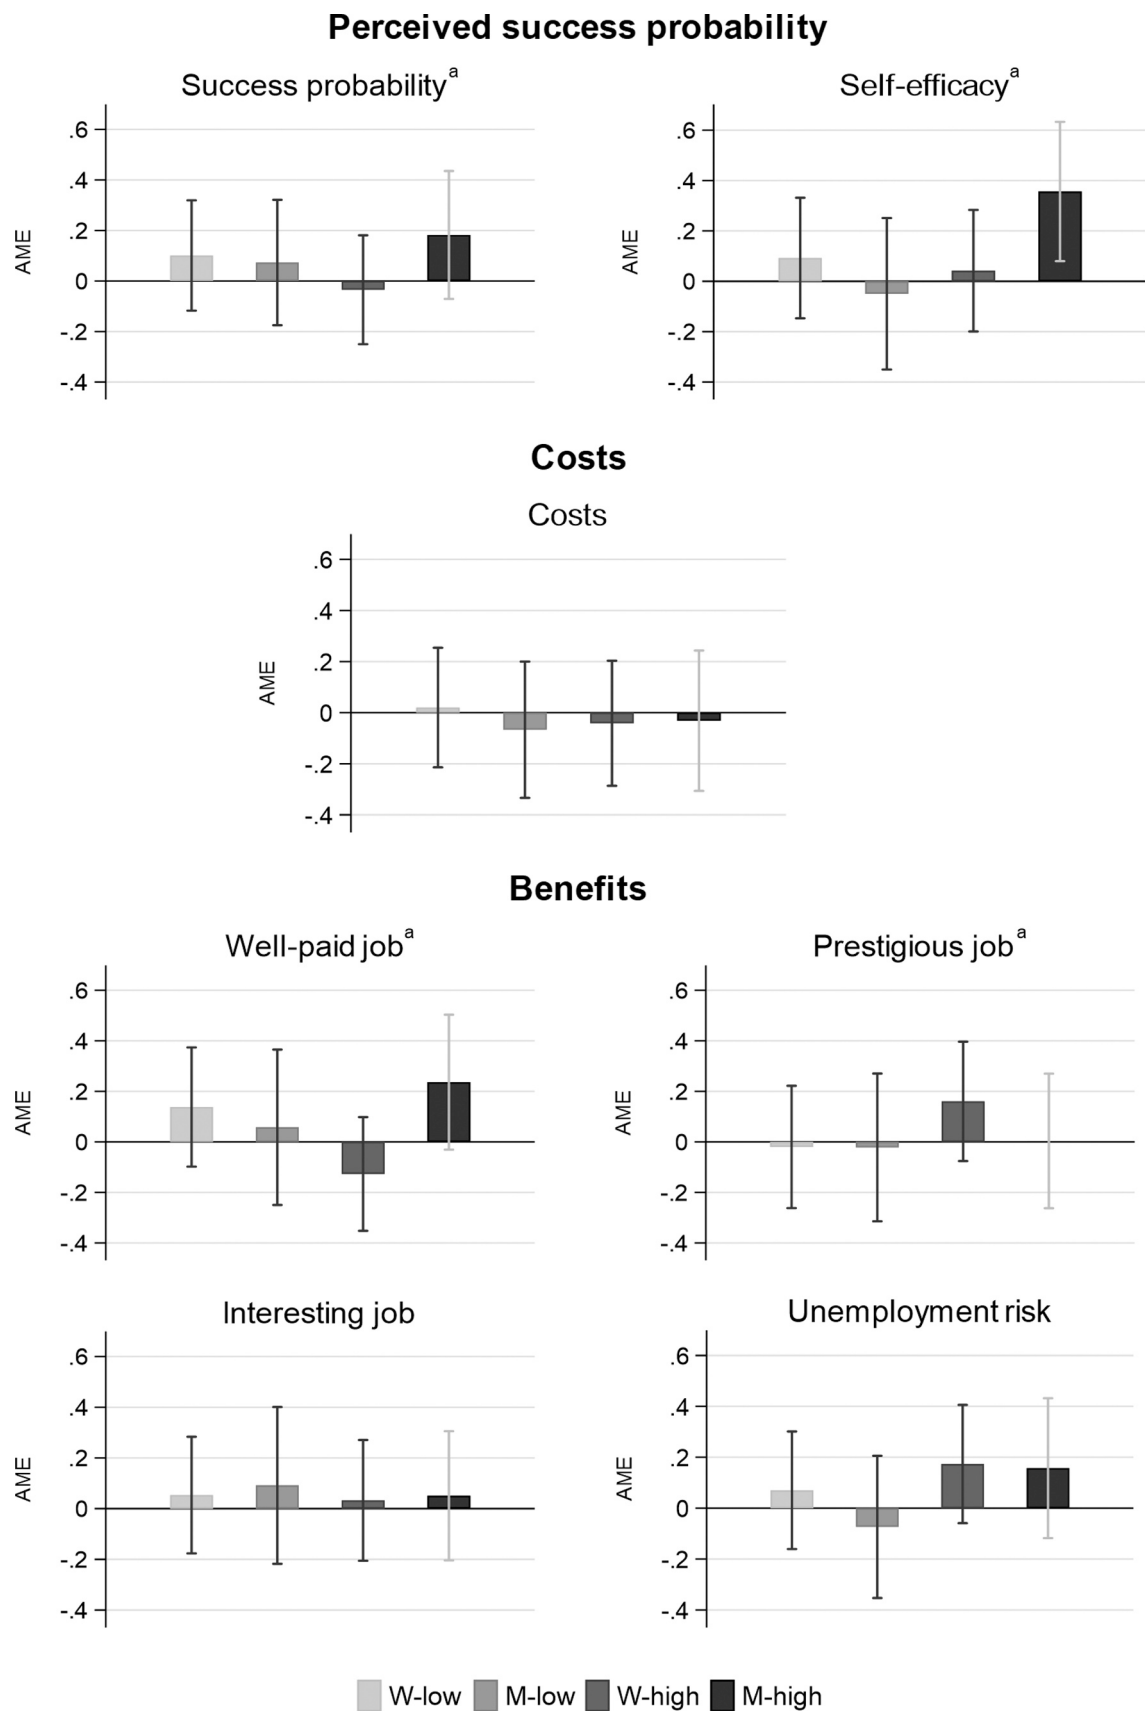 Perceived success probability
Success probabilityᵃ
Self-efficacyᵃ
.6
.4
.2
0
-.2
-.4
AME
.6
.4
.2
0
-.2
-.4
AME
Costs
Costs
.6
.4
.2
0
-.2
-.4
AME
Benefits
Well-paid jobᵃ
Prestigious jobᵃ
.6
.4
.2
0
-.2
-.4
AME
.6
.4
.2
0
-.2
-.4
AME
Interesting job
Unemployment risk
.6
.4
.2
0
-.2
-.4
AME
.6
.4
.2
0
-.2
-.4
AME
W-low M-low W-high M-high